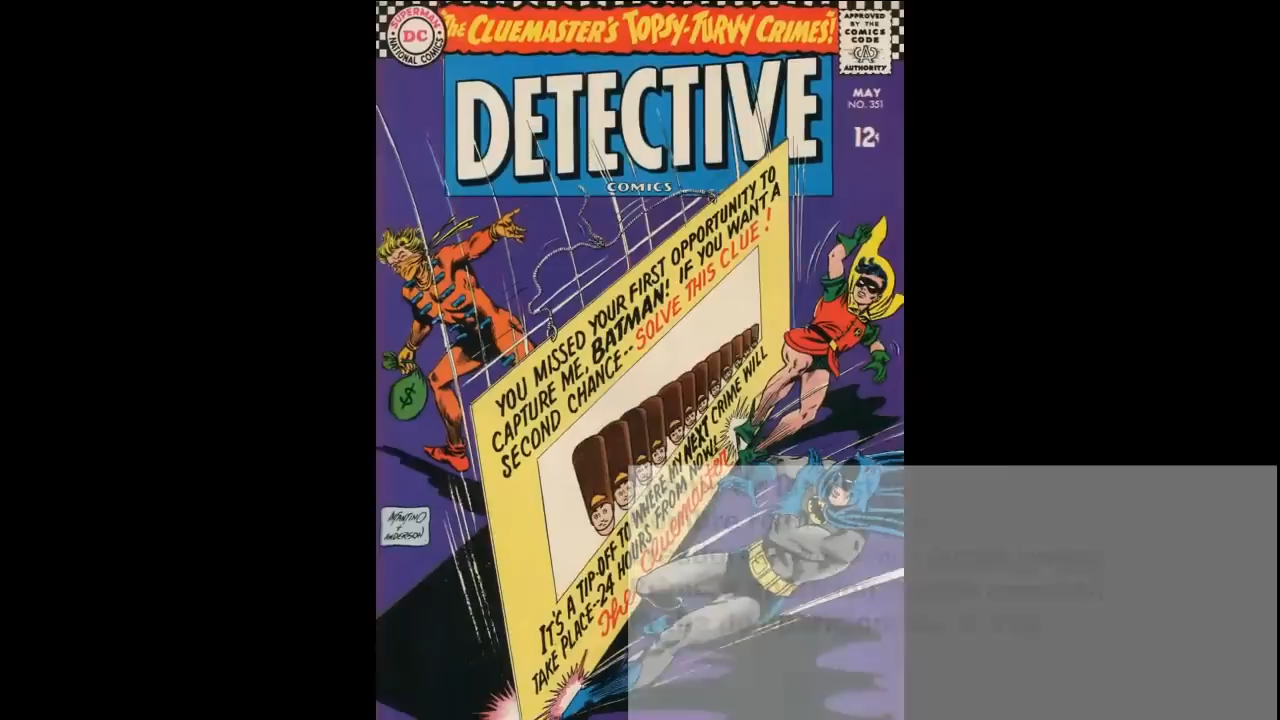 SUPERMAN
DC
NATIONAL COMICS
"THE CLUEMASTER'S TOPSY-TURVY CRIMES!"
APPROVED
BY THE
COMICS
CODE
AUTHORITY
DETECTIVE
COMICS
MAY
NO. 351
12¢
YOU MISSED YOUR FIRST OPPORTUNITY TO
CAPTURE ME, BATMAN! IF YOU WANT A
SECOND CHANCE-- SOLVE THIS CLUE!
IT'S A TIP-OFF TO WHERE MY NEXT CRIME WILL
TAKE PLACE--24 HOURS FROM NOW!
The Cluemaster
$
INFANTINO
+
ANDERSON